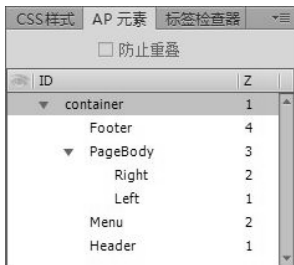 CSS样式 AP 元素 标签检查器
防止重叠
ID Z
container 1
Footer 4
PageBody 3
Right 2
Left 1
Menu 2
Header 1